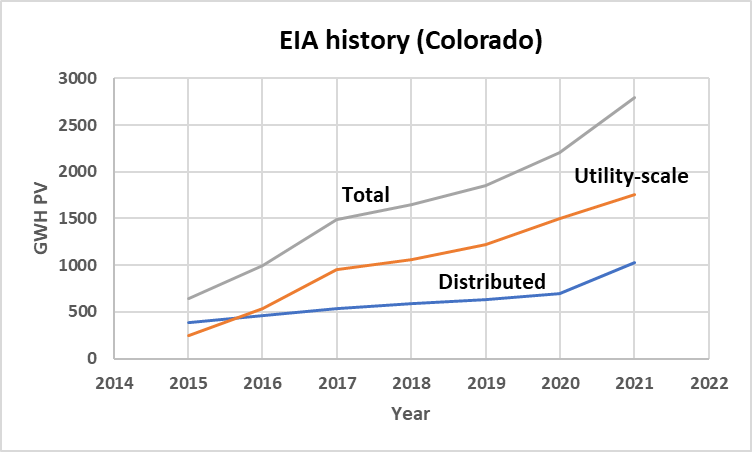 EIA history (Colorado)
3000
2500
2000
1500
1000
500
0
GWH PV
Total
Utility-scale
Distributed
2014 2015 2016 2017 2018 2019 2020 2021 2022
Year